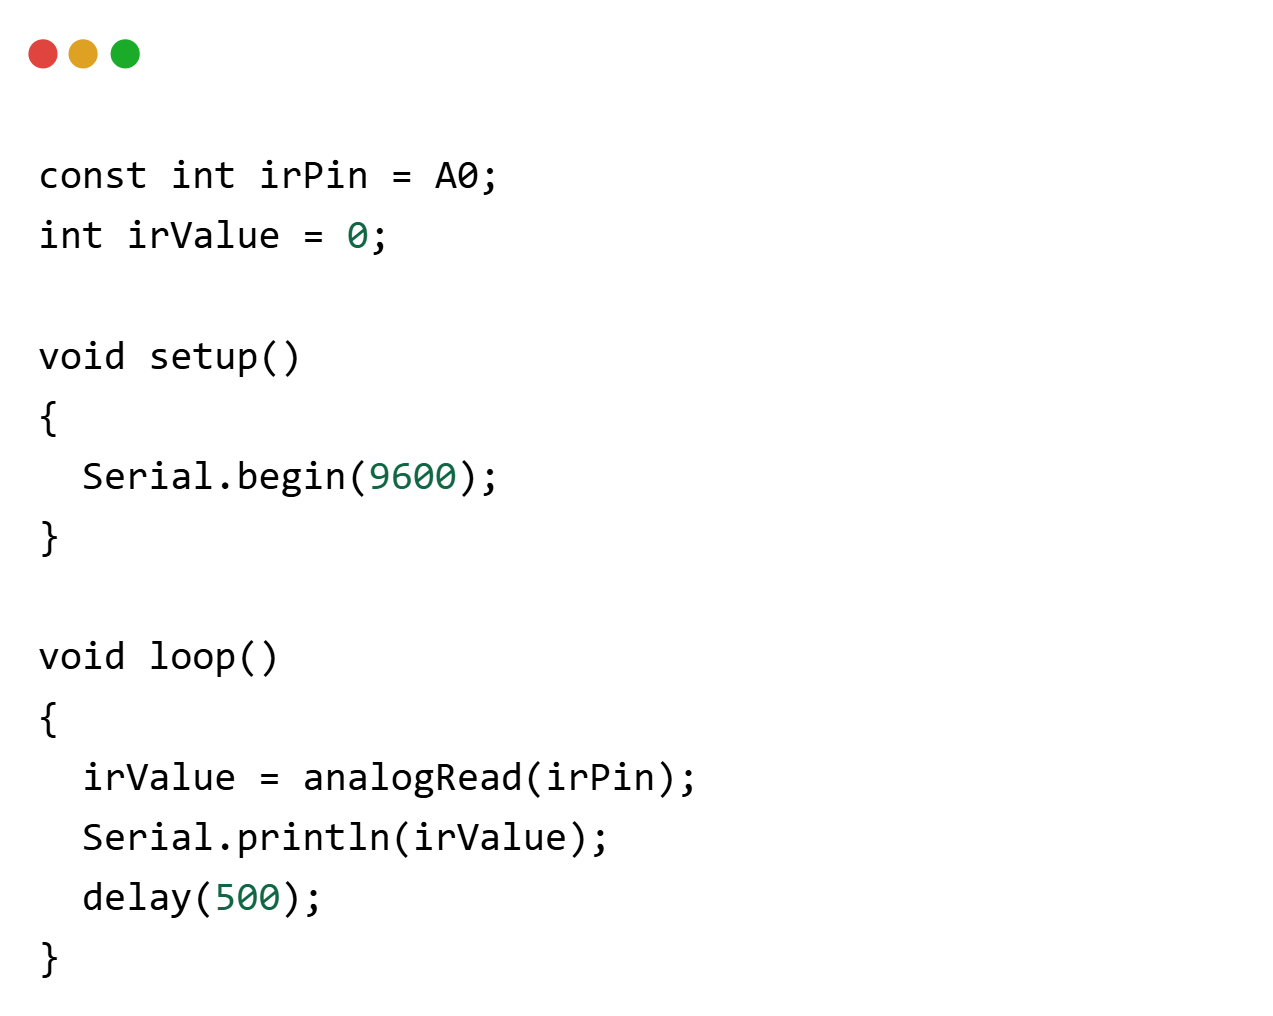 const int irPin = A0;
int irValue = 0;

void setup()
{
  Serial.begin(9600);
}

void loop()
{
  irValue = analogRead(irPin);
  Serial.println(irValue);
  delay(500);
}